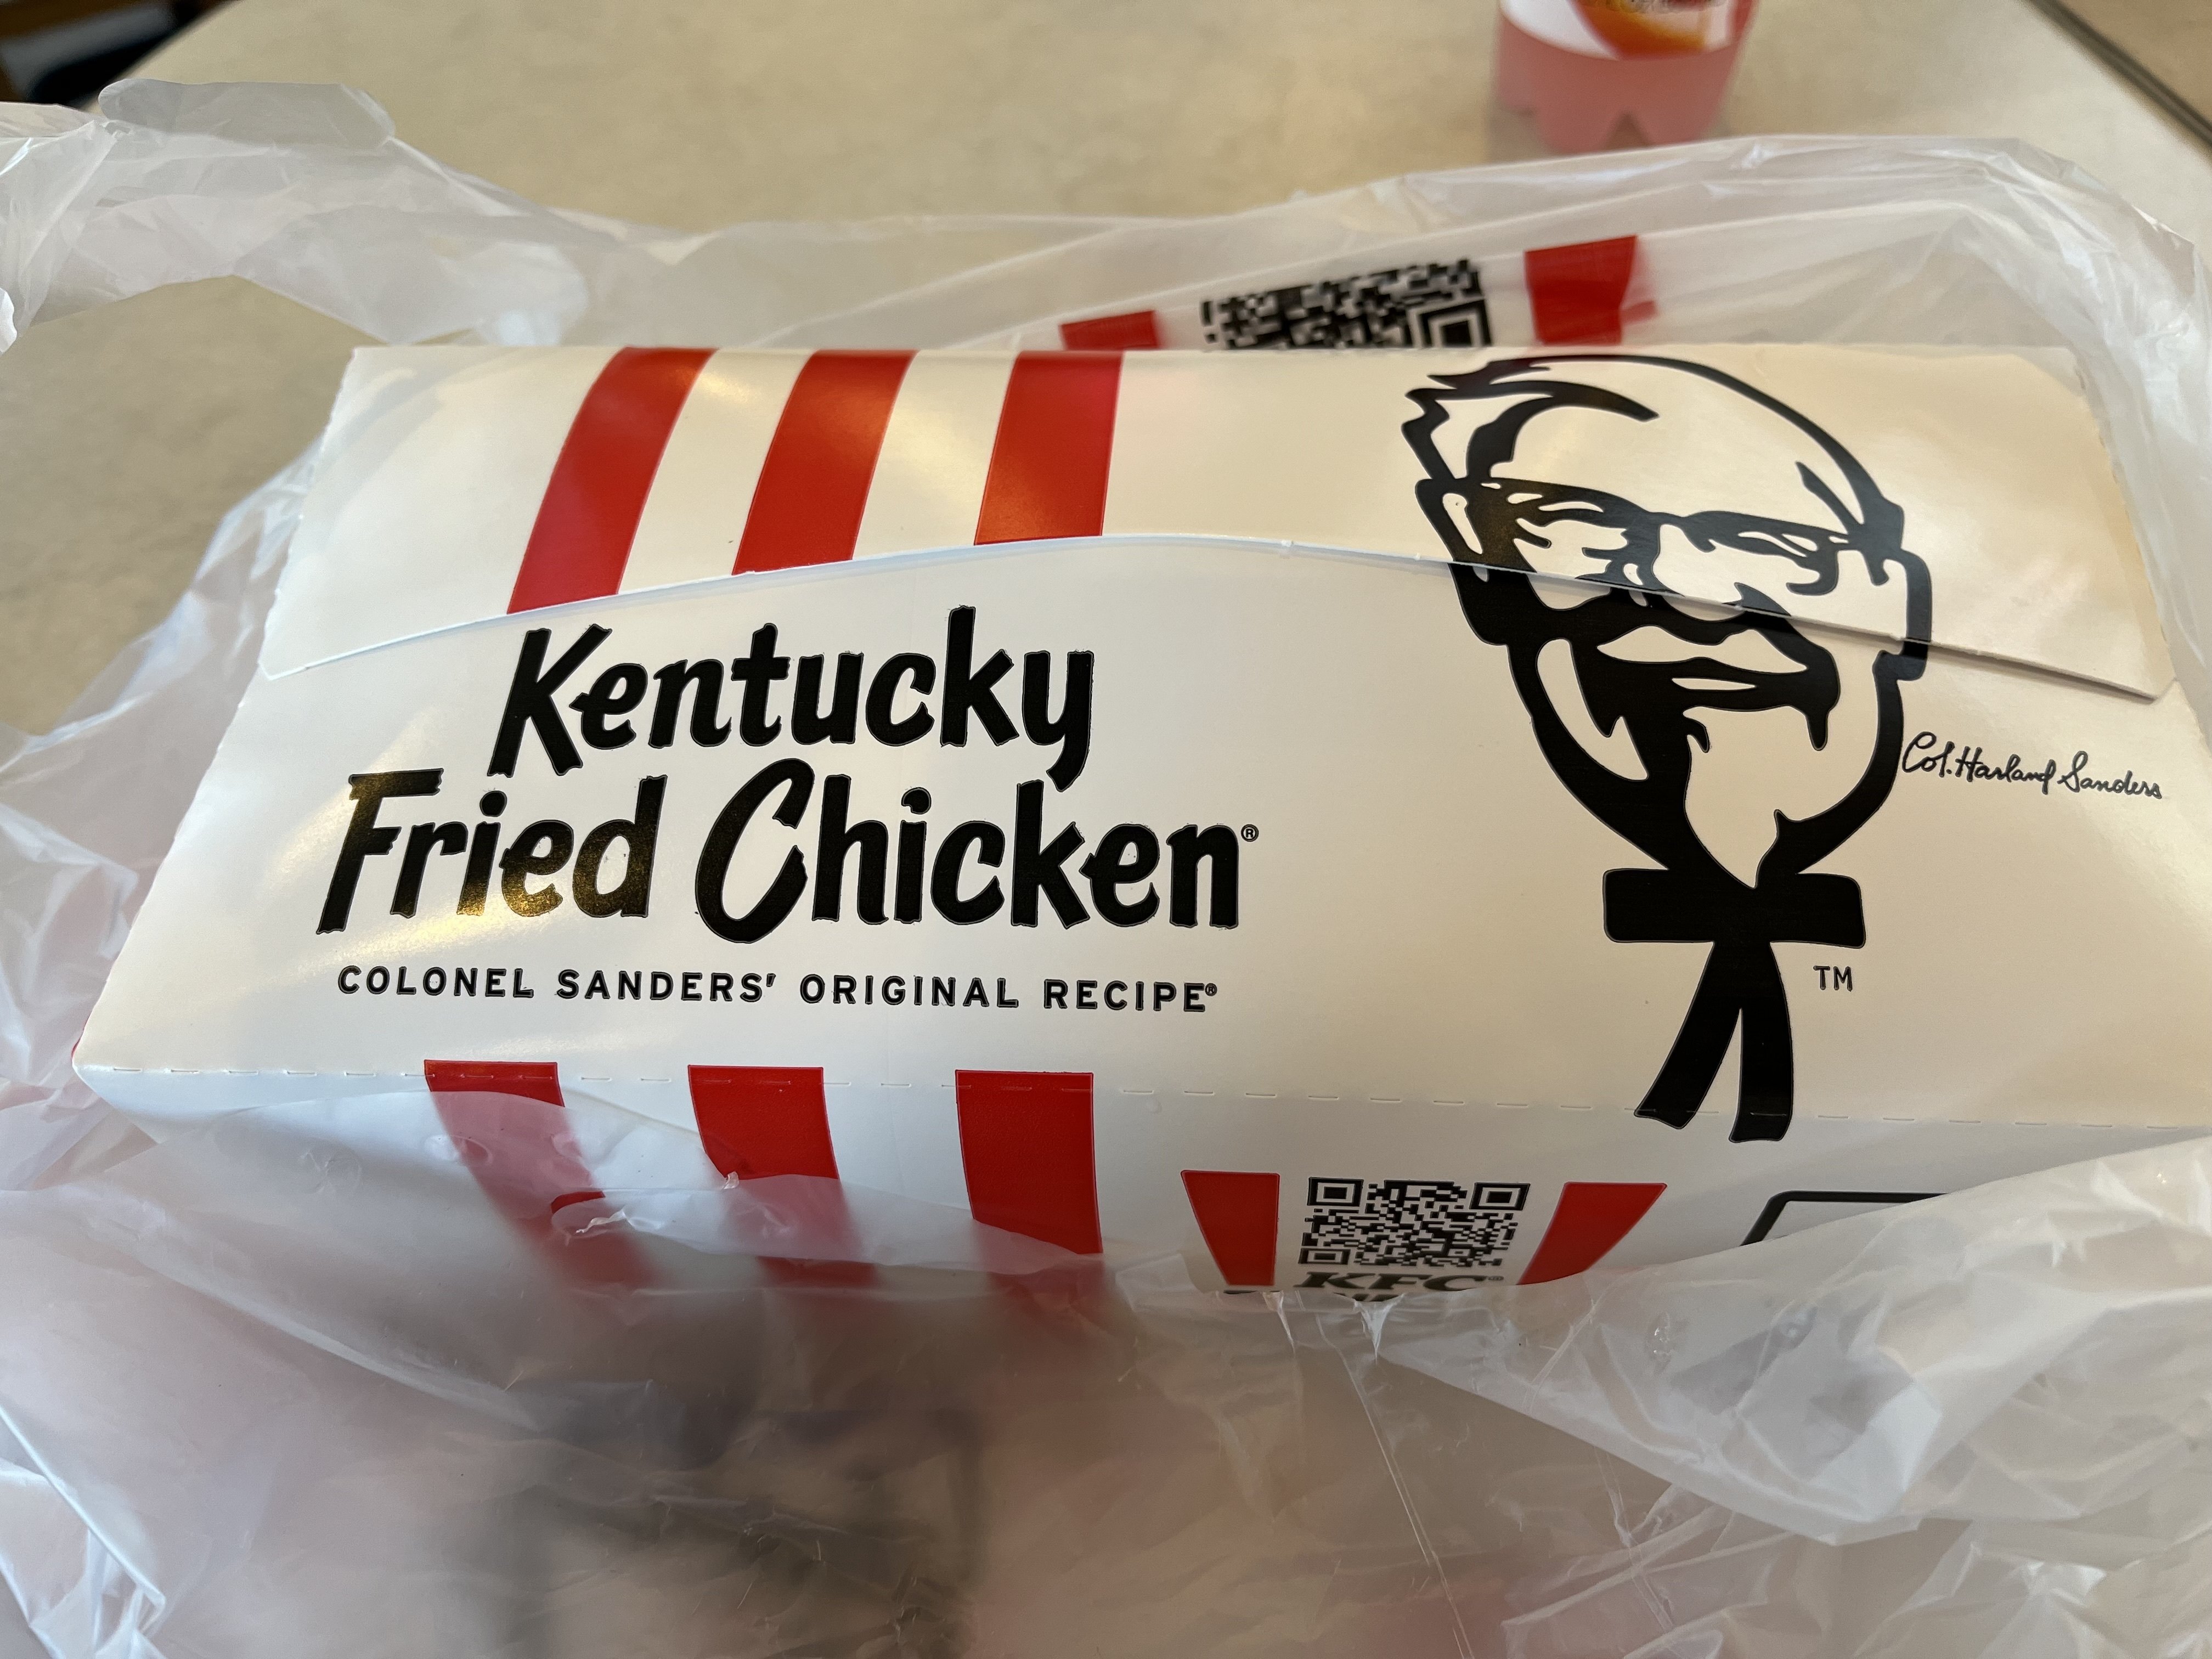 Kentucky
Fried Chicken®
COLONEL SANDERS' ORIGINAL RECIPE®
Col. Harland Sanders
TM
KFC®